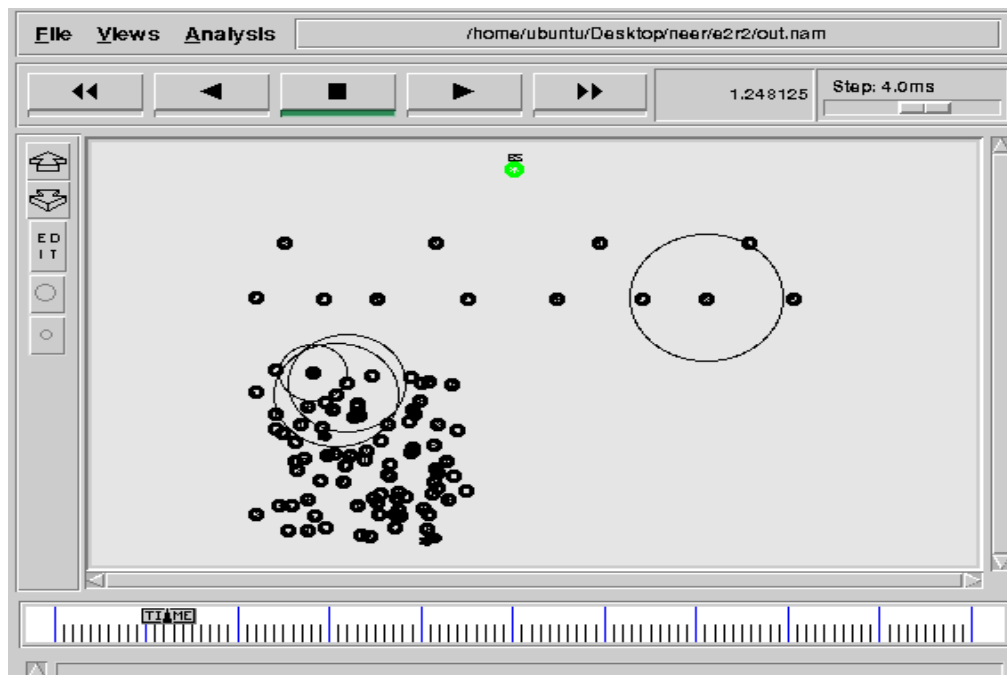 File Views Analysis /home/ubuntu/Desktop/neer/e2r2/out.nam
1.248125 Step: 4.0ms
BS
ED
IT
TIME